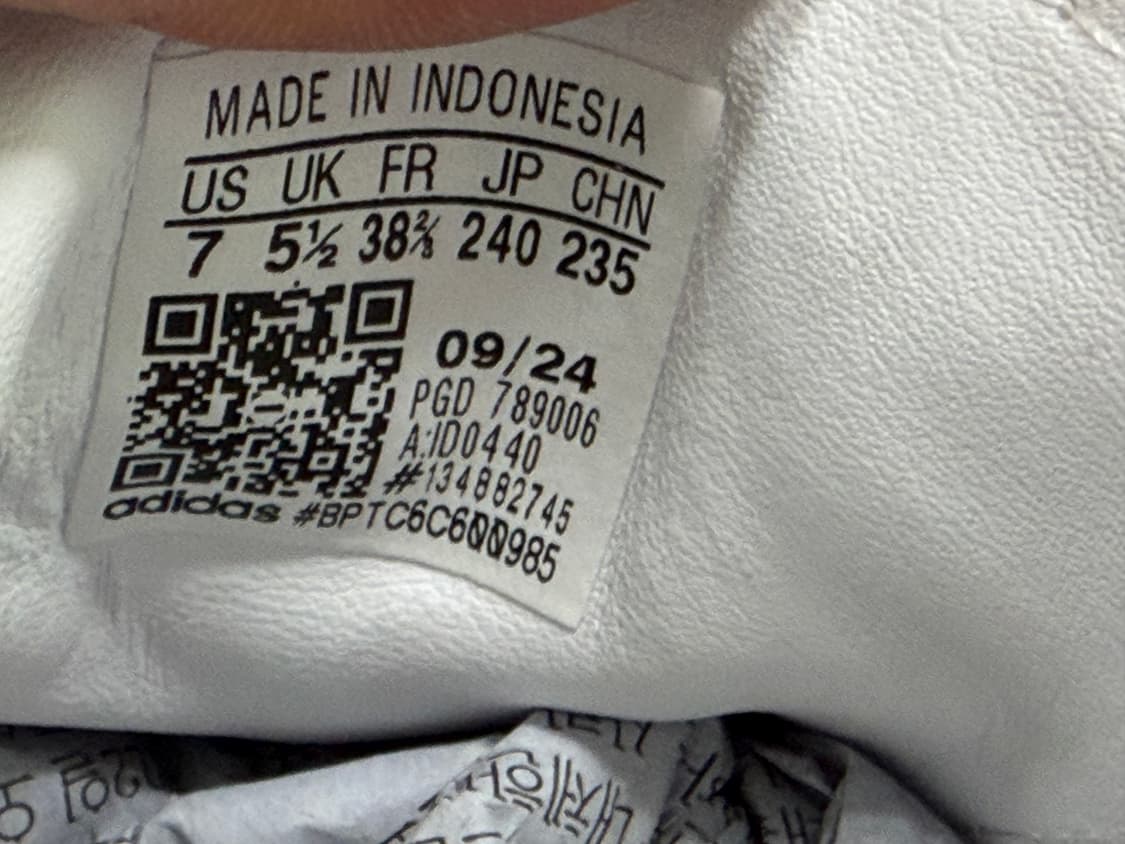 MADE IN INDONESIA
US UK FR JP CHN
7 5½ 38⅔ 240 235
09/24
PGD 789006
A:ID0440
#134882745
adidas #BPTC6C600985